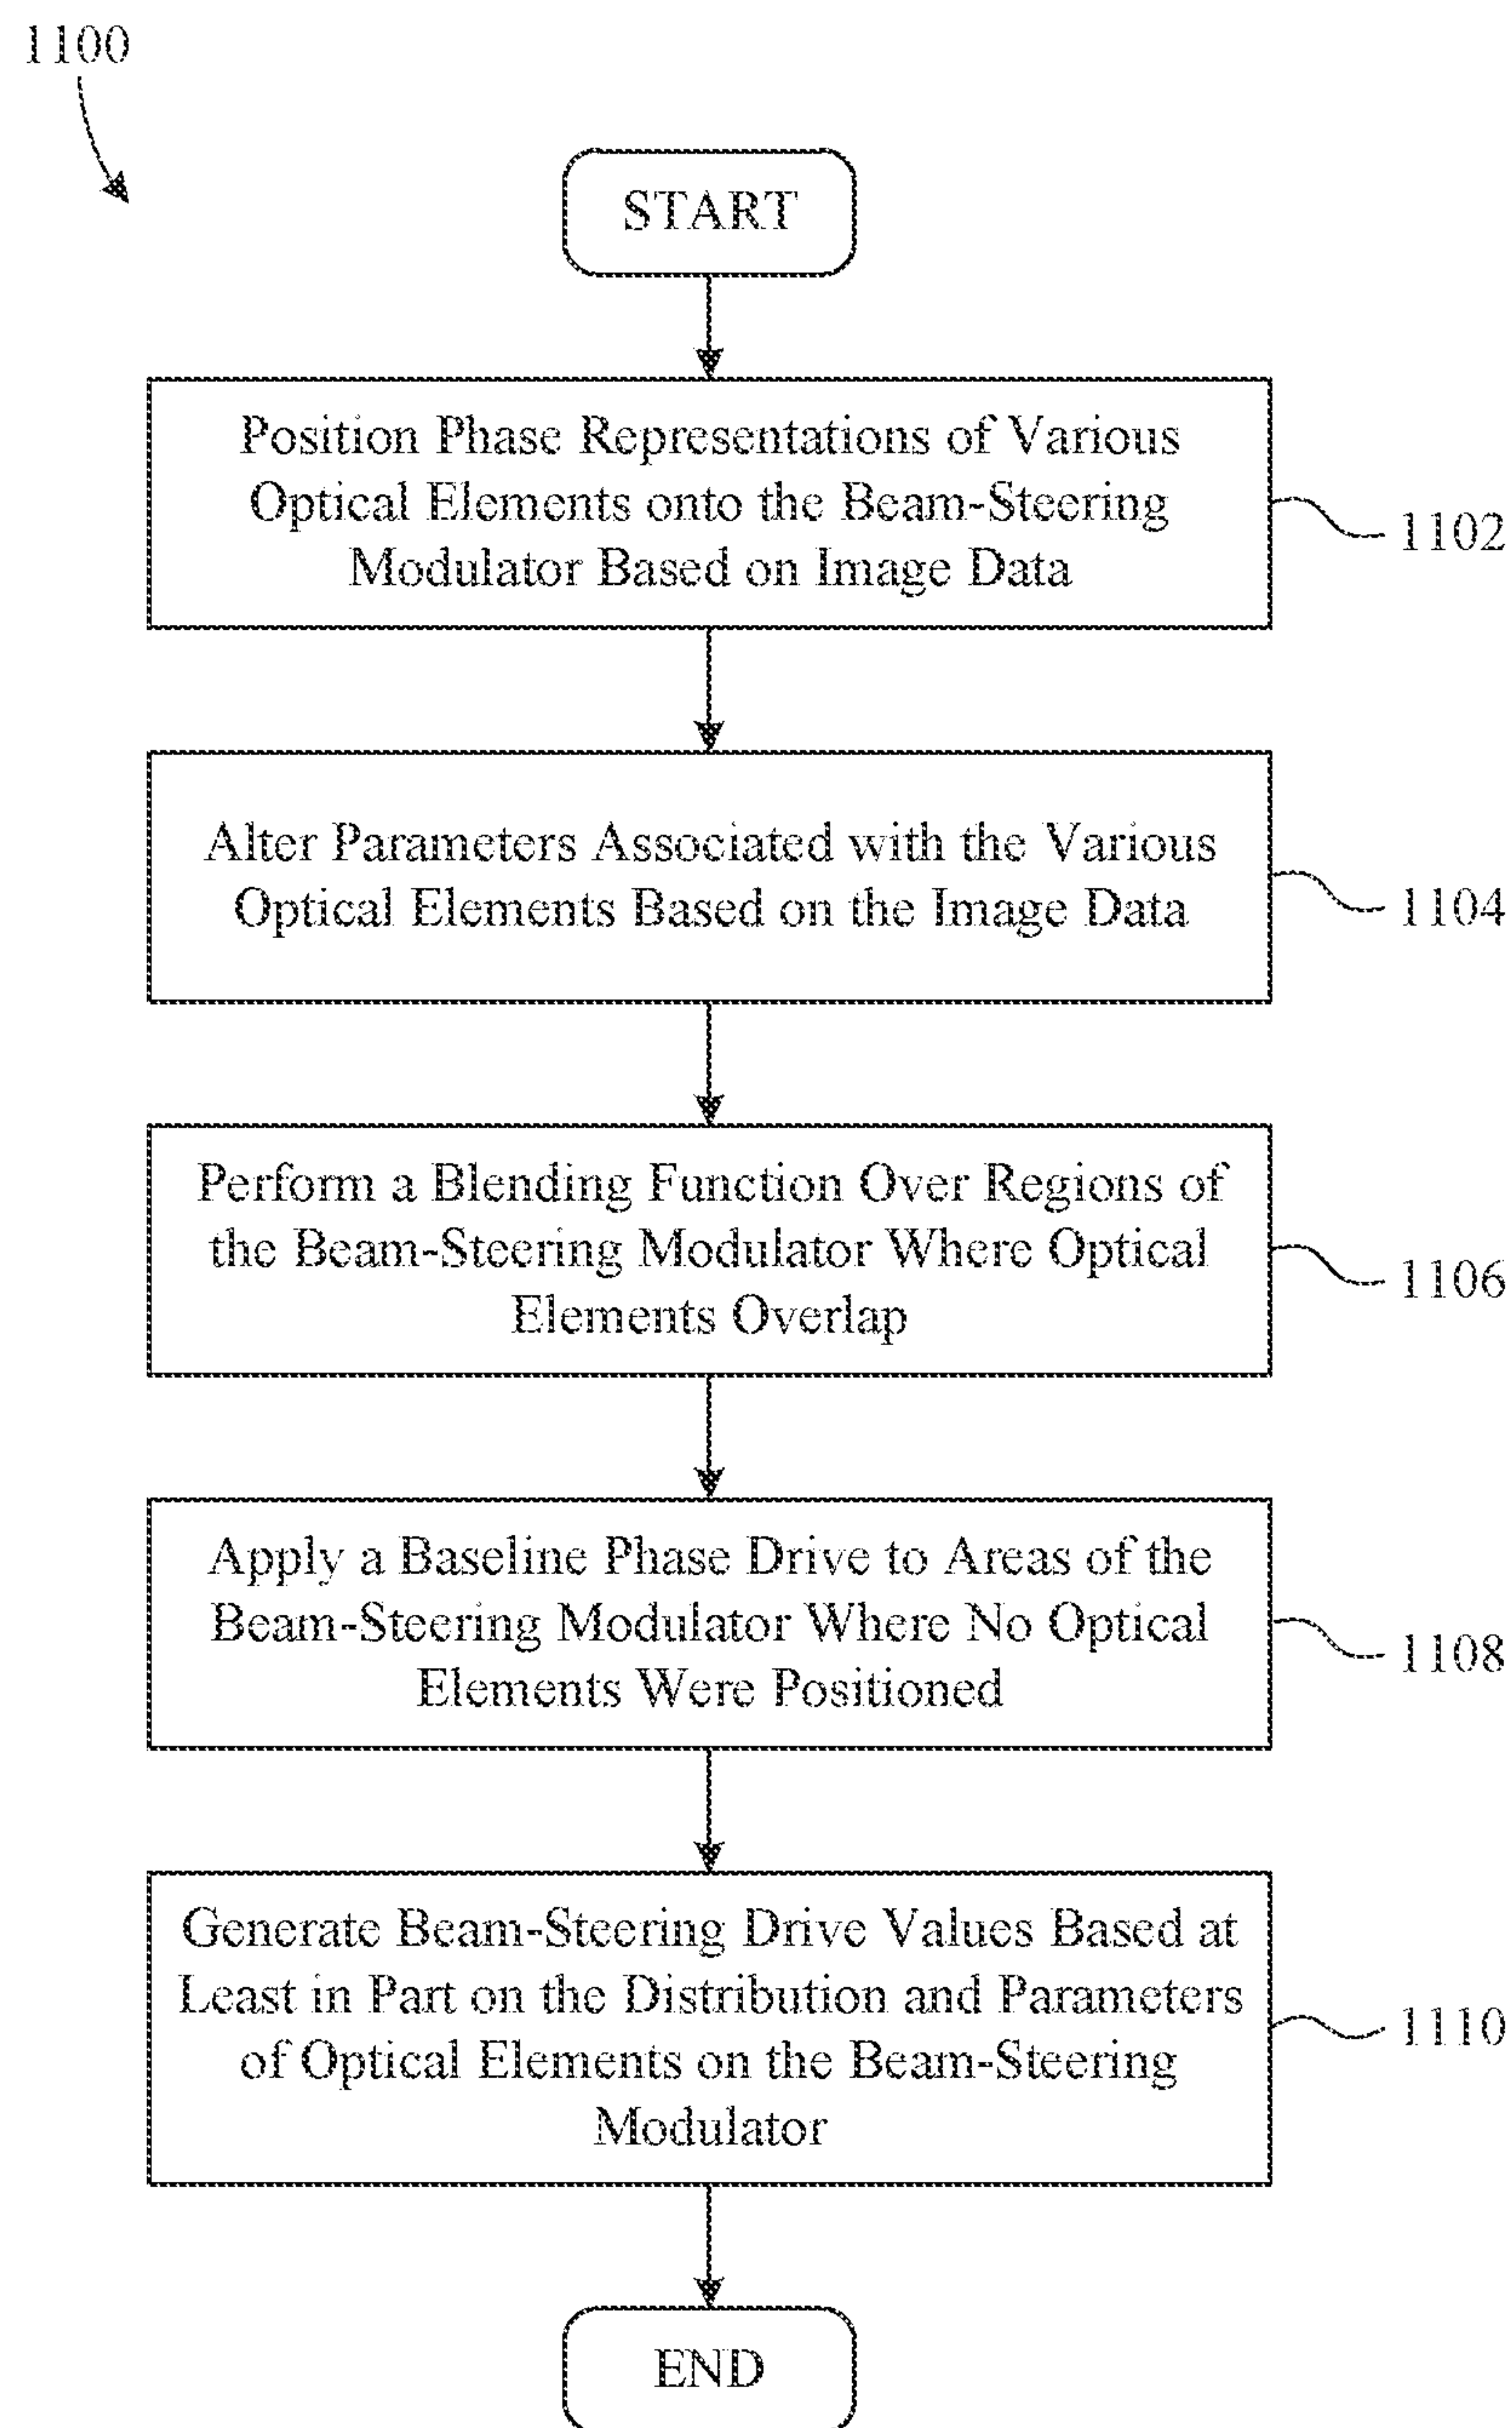 1100
START
Position Phase Representations of Various
Optical Elements onto the Beam-Steering
Modulator Based on Image Data
1102
Alter Parameters Associated with the Various
Optical Elements Based on the Image Data
1104
Perform a Blending Function Over Regions of
the Beam-Steering Modulator Where Optical
Elements Overlap
1106
Apply a Baseline Phase Drive to Areas of the
Beam-Steering Modulator Where No Optical
Elements Were Positioned
1108
Generate Beam-Steering Drive Values Based at
Least in Part on the Distribution and Parameters
of Optical Elements on the Beam-Steering
Modulator
1110
END